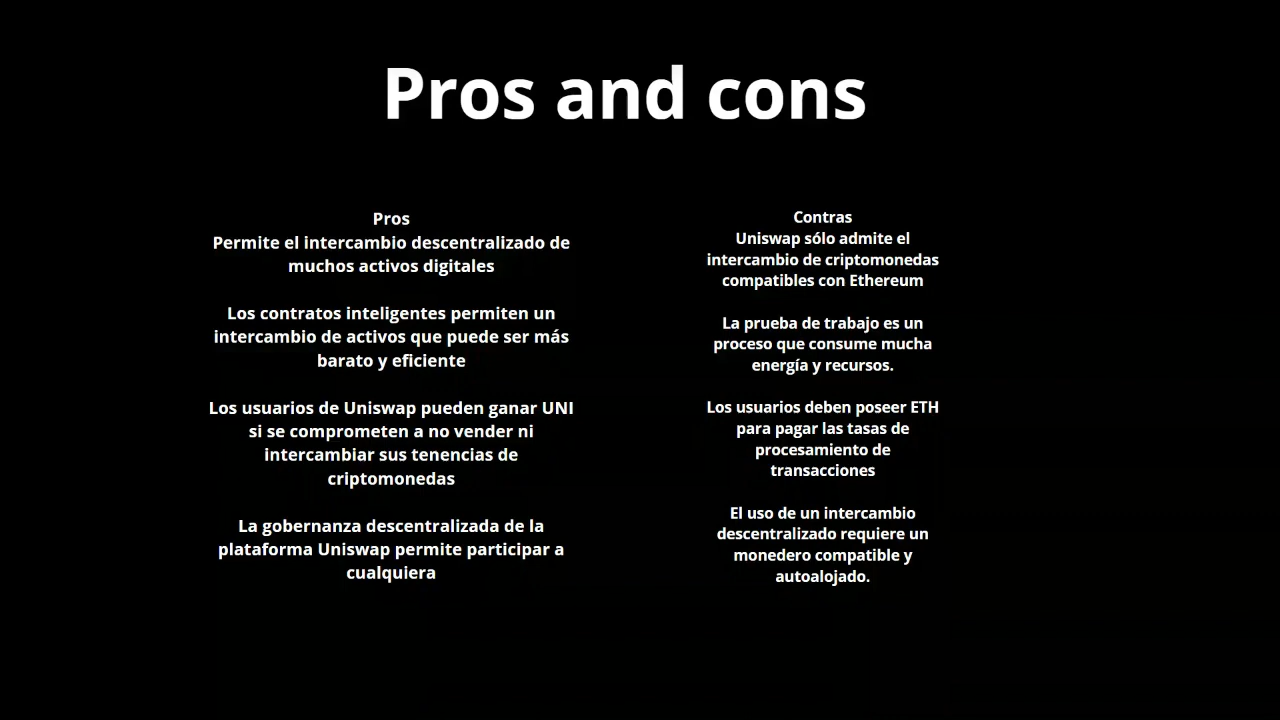 Pros and cons
Pros
Permite el intercambio descentralizado de
muchos activos digitales
Los contratos inteligentes permiten un
intercambio de activos que puede ser más
barato y eficiente
Los usuarios de Uniswap pueden ganar UNI
si se comprometen a no vender ni
intercambiar sus tenencias de
criptomonedas
La gobernanza descentralizada de la
plataforma Uniswap permite participar a
cualquiera
Contras
Uniswap sólo admite el
intercambio de criptomonedas
compatibles con Ethereum
La prueba de trabajo es un
proceso que consume mucha
energía y recursos.
Los usuarios deben poseer ETH
para pagar las tasas de
procesamiento de
transacciones
El uso de un intercambio
descentralizado requiere un
monedero compatible y
autoalojado.